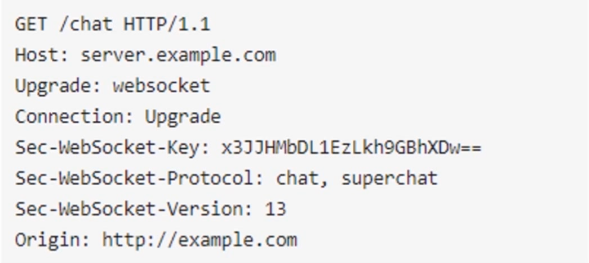 GET /chat HTTP/1.1
Host: server.example.com
Upgrade: websocket
Connection: Upgrade
Sec-WebSocket-Key: x3JJHMbDL1EzLkh9GBhXDw==
Sec-WebSocket-Protocol: chat, superchat
Sec-WebSocket-Version: 13
Origin: http://example.com